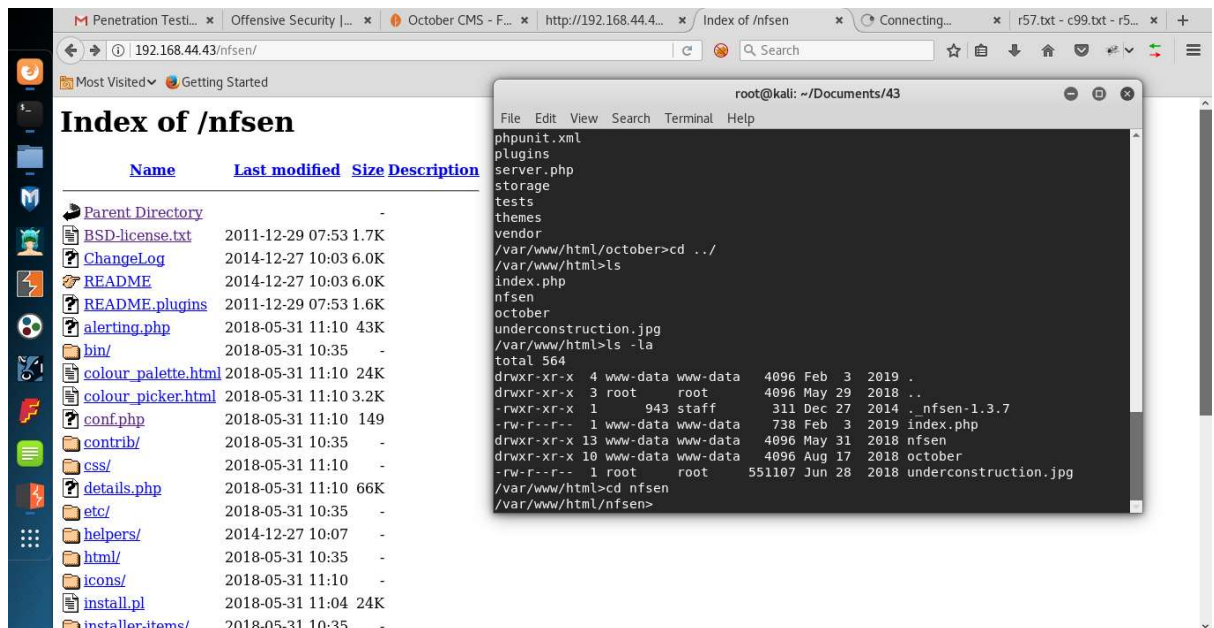 Penetration Testi... Offensive Security |... October CMS - F... http://192.168.44.4... Index of /nfsen Connecting... r57.txt - c99.txt - r5...
192.168.44.43/nfsen/ Search
Most Visited Getting Started
Index of /nfsen
Name Last modified Size Description
Parent Directory -
BSD-license.txt 2011-12-29 07:53 1.7K
ChangeLog 2014-12-27 10:03 6.0K
README 2014-12-27 10:03 6.0K
README.plugins 2011-12-29 07:53 1.6K
alerting.php 2018-05-31 11:10 43K
bin/ 2018-05-31 10:35 -
colour_palette.html 2018-05-31 11:10 24K
colour_picker.html 2018-05-31 11:10 3.2K
conf.php 2018-05-31 11:10 149
contrib/ 2018-05-31 10:35 -
css/ 2018-05-31 11:10 -
details.php 2018-05-31 11:10 66K
etc/ 2018-05-31 10:35 -
helpers/ 2014-12-27 10:07 -
html/ 2018-05-31 10:35 -
icons/ 2018-05-31 11:10 -
install.pl 2018-05-31 11:04 24K
installer-items/ 2018-05-31 10:35 -
root@kali: ~/Documents/43
File Edit View Search Terminal Help
phpunit.xml
plugins
server.php
storage
tests
themes
vendor
/var/www/html/october>cd ../
/var/www/html>ls
index.php
nfsen
october
underconstruction.jpg
/var/www/html>ls -la
total 564
drwxr-xr-x 4 www-data www-data 4096 Feb 3 2019 .
drwxr-xr-x 3 root root 4096 May 29 2018 ..
-rwxr-xr-x 1 943 staff 311 Dec 27 2014 ._nfsen-1.3.7
-rw-r--r-- 1 www-data www-data 738 Feb 3 2019 index.php
drwxr-xr-x 13 www-data www-data 4096 May 31 2018 nfsen
drwxr-xr-x 10 www-data www-data 4096 Aug 17 2018 october
-rw-r--r-- 1 root root 551107 Jun 28 2018 underconstruction.jpg
/var/www/html>cd nfsen
/var/www/html/nfsen>